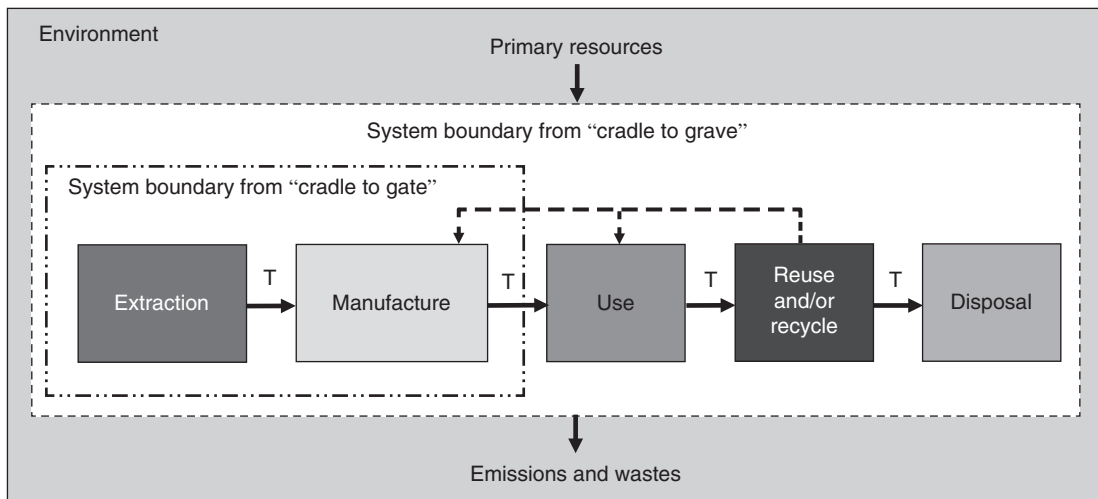 Environment
Primary resources
System boundary from “cradle to grave”
System boundary from “cradle to gate”
Extraction
T
Manufacture
T
Use
T
Reuse
and/or
recycle
T
Disposal
Emissions and wastes